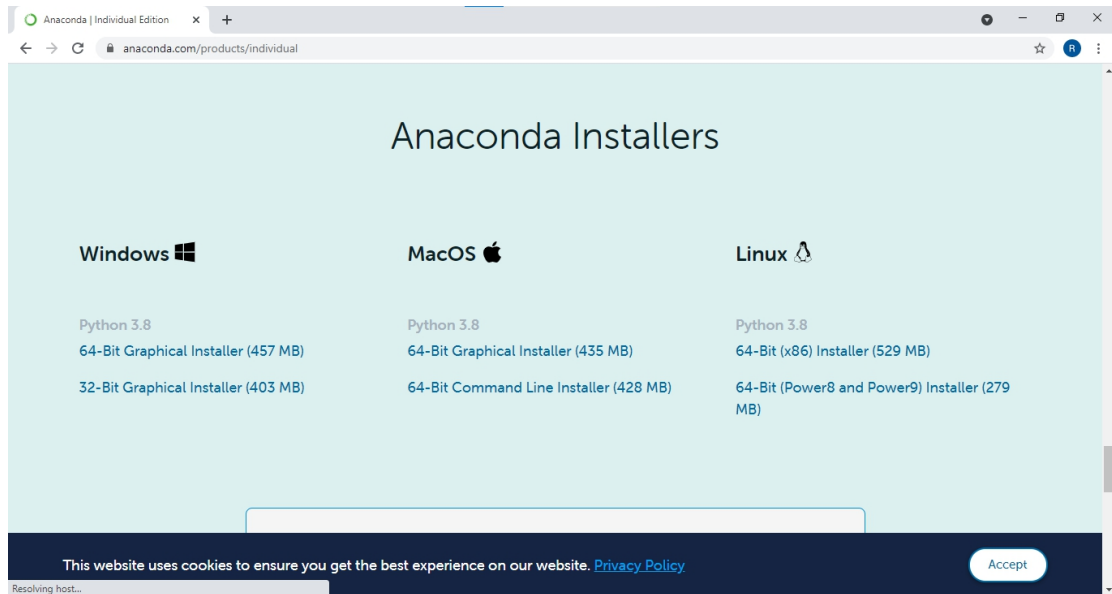 Anaconda | Individual Edition
anaconda.com/products/individual
R
Anaconda Installers
Windows
MacOS
Linux
Python 3.8
64-Bit Graphical Installer (457 MB)
32-Bit Graphical Installer (403 MB)
Python 3.8
64-Bit Graphical Installer (435 MB)
64-Bit Command Line Installer (428 MB)
Python 3.8
64-Bit (x86) Installer (529 MB)
64-Bit (Power8 and Power9) Installer (279
MB)
This website uses cookies to ensure you get the best experience on our website. Privacy Policy
Accept
Resolving host...